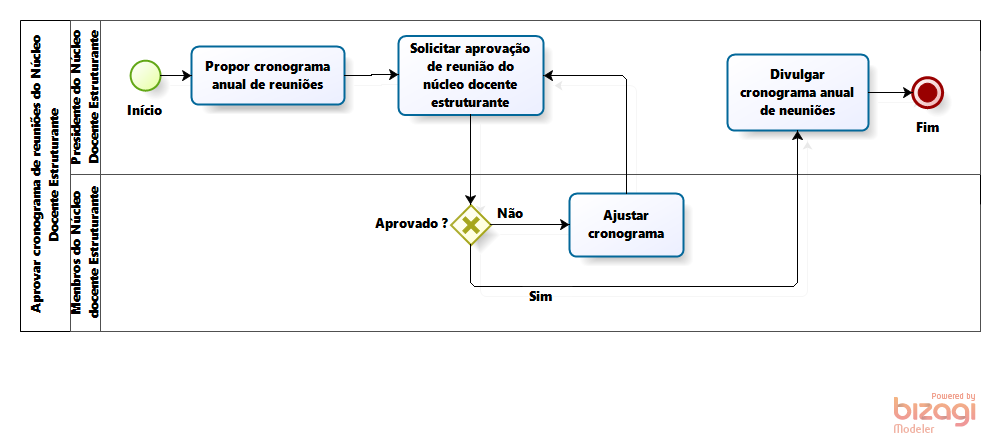 Aprovar cronograma de reuniões do Núcleo
Docente Estruturante
Presidente do Núcleo
Docente Estruturante
Início
Propor cronograma
anual de reuniões
Solicitar aprovação
de reunião do
núcleo docente
estruturante
Divulgar
cronograma anual
de neuniões
Fim
Menbros do Núcleo
docente Estruturante
Aprovado ?
Não
Ajustar
cronograma
Sim
Powered by
bizagi
Modeler